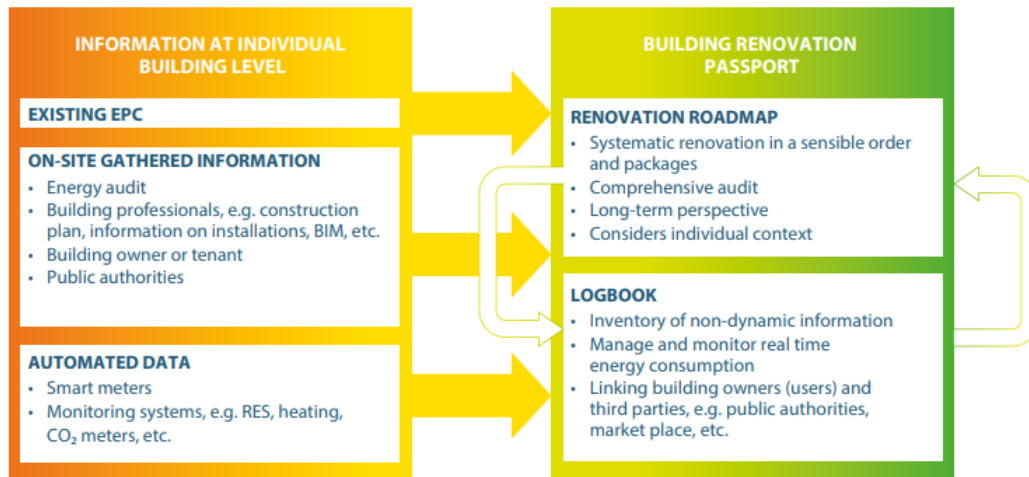 INFORMATION AT INDIVIDUAL
BUILDING LEVEL
EXISTING EPC
ON-SITE GATHERED INFORMATION
• Energy audit
• Building professionals, e.g. construction
plan, information on installations, BIM, etc.
• Building owner or tenant
• Public authorities
AUTOMATED DATA
• Smart meters
• Monitoring systems, e.g. RES, heating,
CO₂ meters, etc.
BUILDING RENOVATION
PASSPORT
RENOVATION ROADMAP
• Systematic renovation in a sensible order
and packages
• Comprehensive audit
• Long-term perspective
• Considers individual context
LOGBOOK
• Inventory of non-dynamic information
• Manage and monitor real time
energy consumption
• Linking building owners (users) and
third parties, e.g. public authorities,
market place, etc.